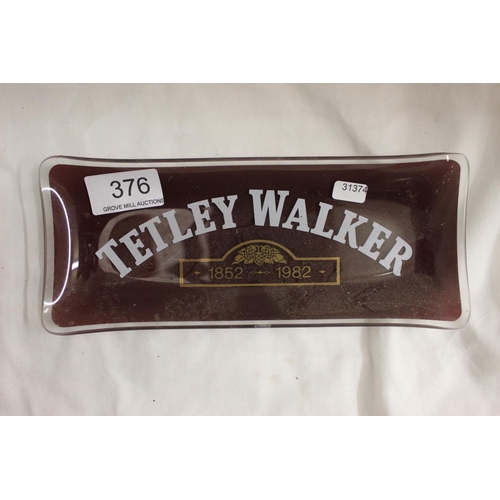 376
GROVE MILL AUCTIONS
31374
TETLEY WALKER
1852 1982